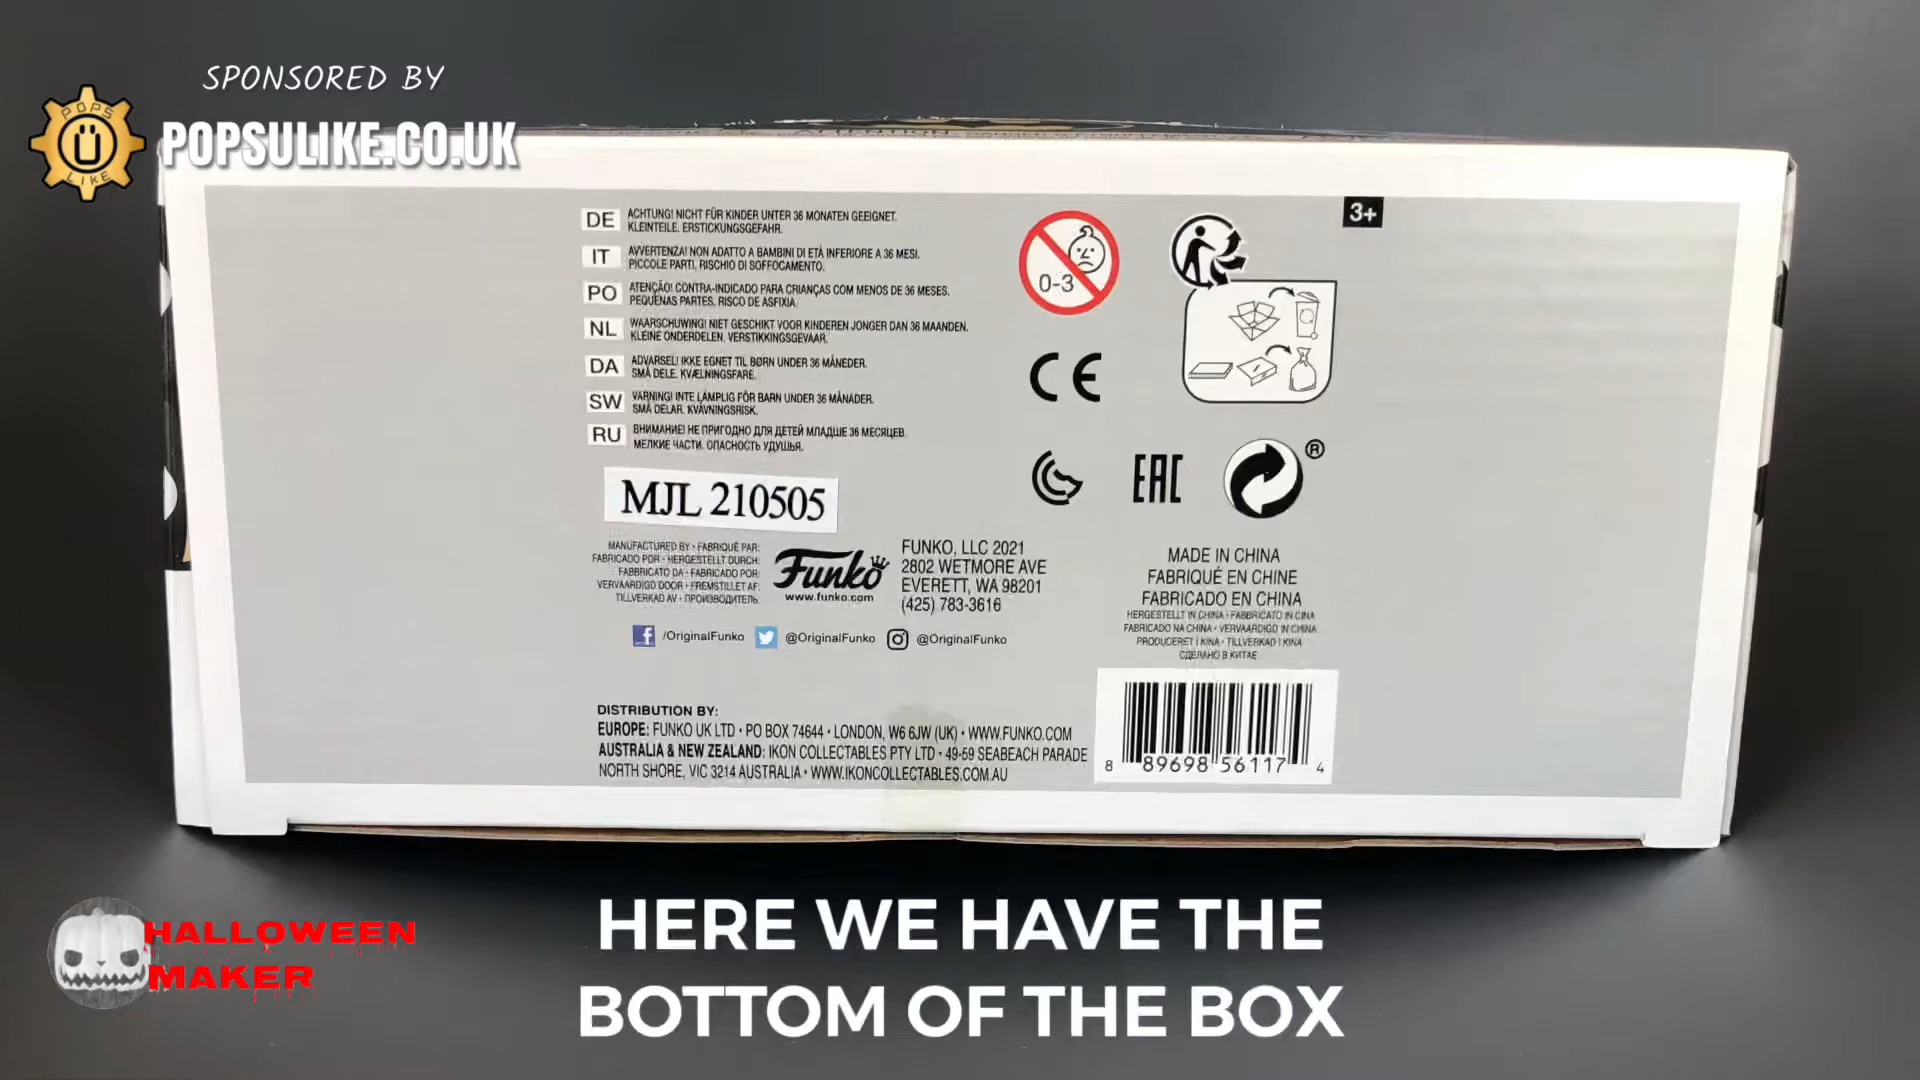 SPONSORED BY
POPS
Ü
LIKE
POPSULIKE.CO.UK
3+
DE
ACHTUNG! NICHT FÜR KINDER UNTER 36 MONATEN GEEIGNET.
KLEINTEILE. ERSTICKUNGSGEFAHR.
IT
AVVERTENZA! NON ADATTO A BAMBINI DI ETÀ INFERIORE A 36 MESI.
PICCOLE PARTI. RISCHIO DI SOFFOCAMENTO.
PO
ATENÇÃO! CONTRA-INDICADO PARA CRIANÇAS COM MENOS DE 36 MESES.
PEQUENAS PARTES. RISCO DE ASFIXIA.
NL
WAARSCHUWING! NIET GESCHIKT VOOR KINDEREN JONGER DAN 36 MAANDEN.
KLEINE ONDERDELEN. VERSTIKKINGSGEVAAR.
DA
ADVARSEL! IKKE EGNET TIL BØRN UNDER 36 MÅNEDER.
SMÅ DELE. KVÆLNINGSFARE.
SW
VARNING! INTE LÄMPLIG FÖR BARN UNDER 36 MÅNADER.
SMÅ DELAR. KVÄVNINGSRISK.
RU
ВНИМАНИЕ! НЕ ПРИГОДНО ДЛЯ ДЕТЕЙ МЛАДШЕ 36 МЕСЯЦЕВ.
МЕЛКИЕ ЧАСТИ. ОПАСНОСТЬ УДУШЬЯ.
0-3
CE
EAC
®
MJL 210505
MANUFACTURED BY • FABRIQUÉ PAR:
FABRICADO POR • HERGESTELLT DURCH:
FABBRICATO DA • FABRICADO POR:
VERVAARDIGD DOOR • FREMSTILLET AF:
TILLVERKAD AV • ПРОИЗВОДИТЕЛЬ:
Funko
www.funko.com
FUNKO, LLC 2021
2802 WETMORE AVE
EVERETT, WA 98201
(425) 783-3616
MADE IN CHINA
FABRIQUÉ EN CHINE
FABRICADO EN CHINA
HERGESTELLT IN CHINA • FABBRICATO IN CINA
FABRICADO NA CHINA • VERVAARDIGD IN CHINA
PRODUCERET I KINA • TILLVERKAD I KINA
СДЕЛАНО В КИТАЕ
f /OriginalFunko @OriginalFunko @OriginalFunko
DISTRIBUTION BY:
EUROPE: FUNKO UK LTD • PO BOX 74644 • LONDON, W6 6JW (UK) • WWW.FUNKO.COM
AUSTRALIA & NEW ZEALAND: IKON COLLECTABLES PTY LTD • 49-59 SEABEACH PARADE
NORTH SHORE, VIC 3214 AUSTRALIA • WWW.IKONCOLLECTABLES.COM.AU
8 89698 56117 4
HALLOWEEN
MAKER
HERE WE HAVE THE
BOTTOM OF THE BOX